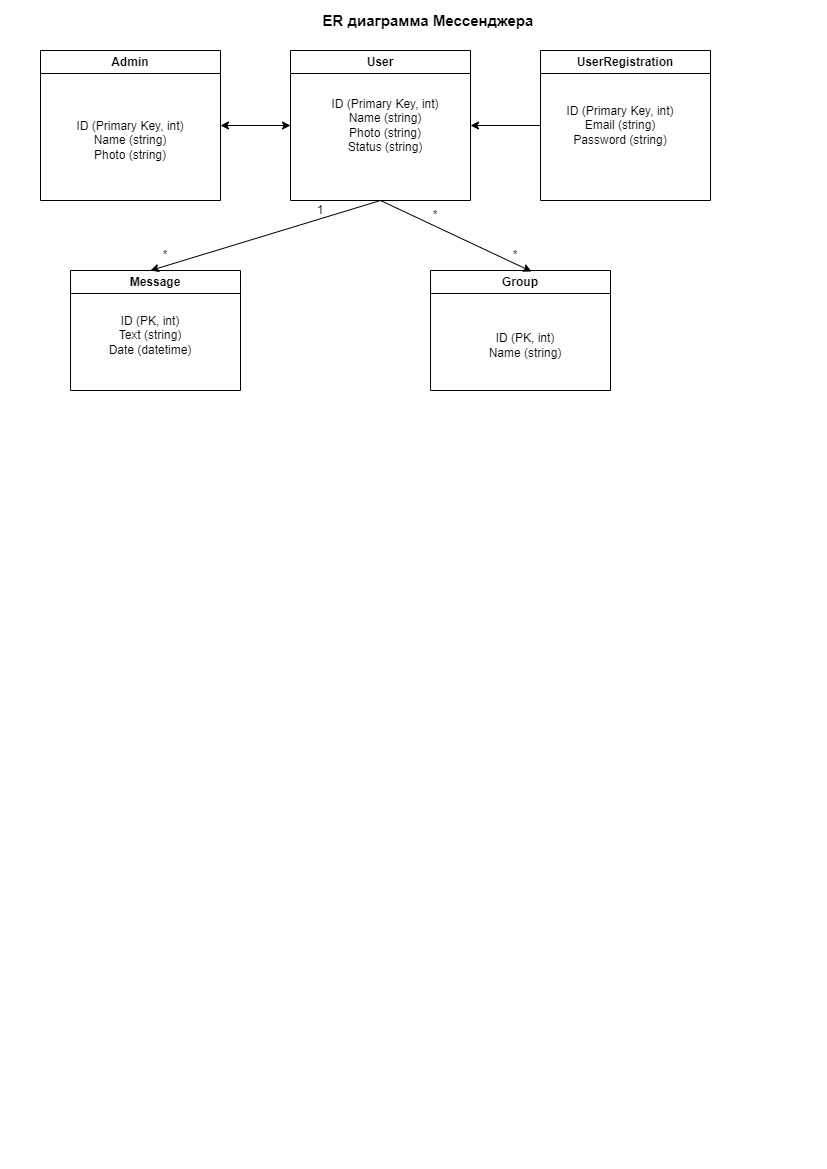 ER диаграмма Мессенджера
Admin
ID (Primary Key, int)
Name (string)
Photo (string)
User
ID (Primary Key, int)
Name (string)
Photo (string)
Status (string)
UserRegistration
ID (Primary Key, int)
Email (string)
Password (string)
1
*
*
*
Message
ID (PK, int)
Text (string)
Date (datetime)
Group
ID (PK, int)
Name (string)